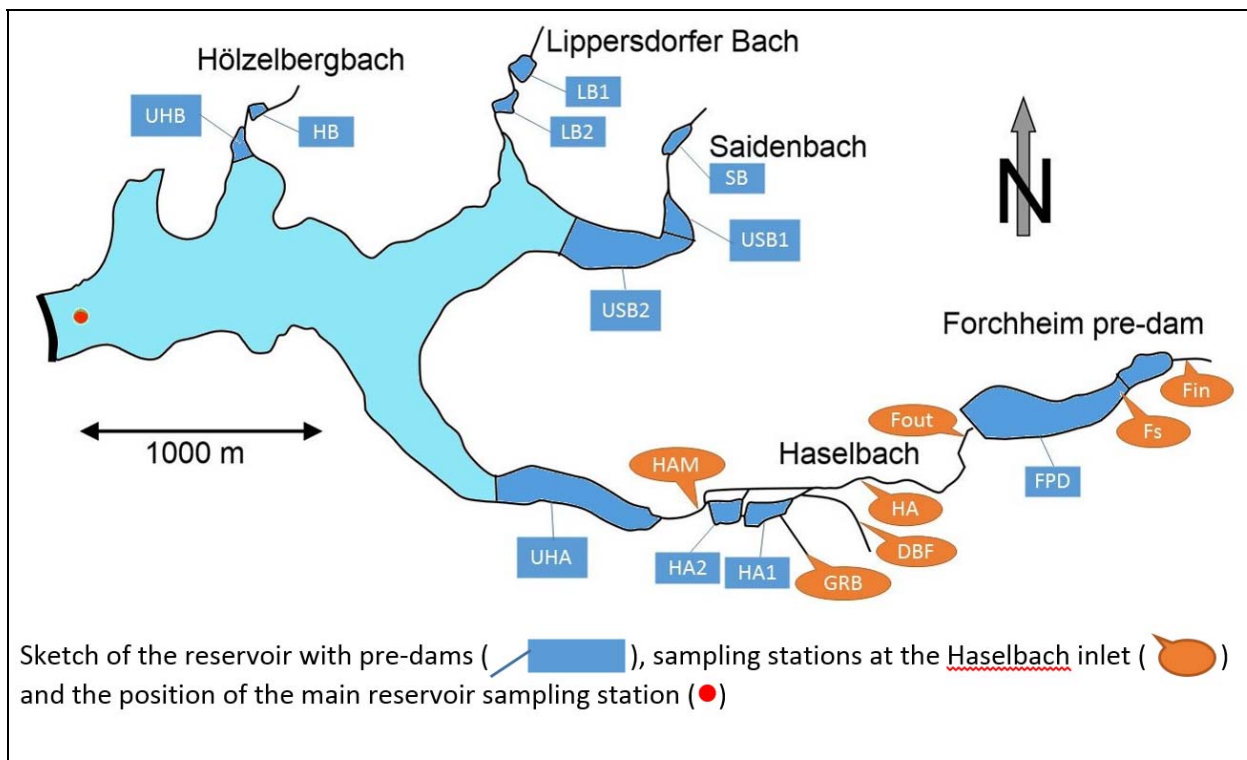 Lippersdorfer Bach
Hölzelbergbach
LB1
UHB
HB
LB2
Saidenbach
SB
N
USB1
USB2
Forchheim pre-dam
Fin
1000 m
Fout
Fs
HAM
Haselbach
FPD
HA
UHA
HA2
HA1
DBF
GRB
Sketch of the reservoir with pre-dams ( ), sampling stations at the Haselbach inlet ( )
and the position of the main reservoir sampling station ( )